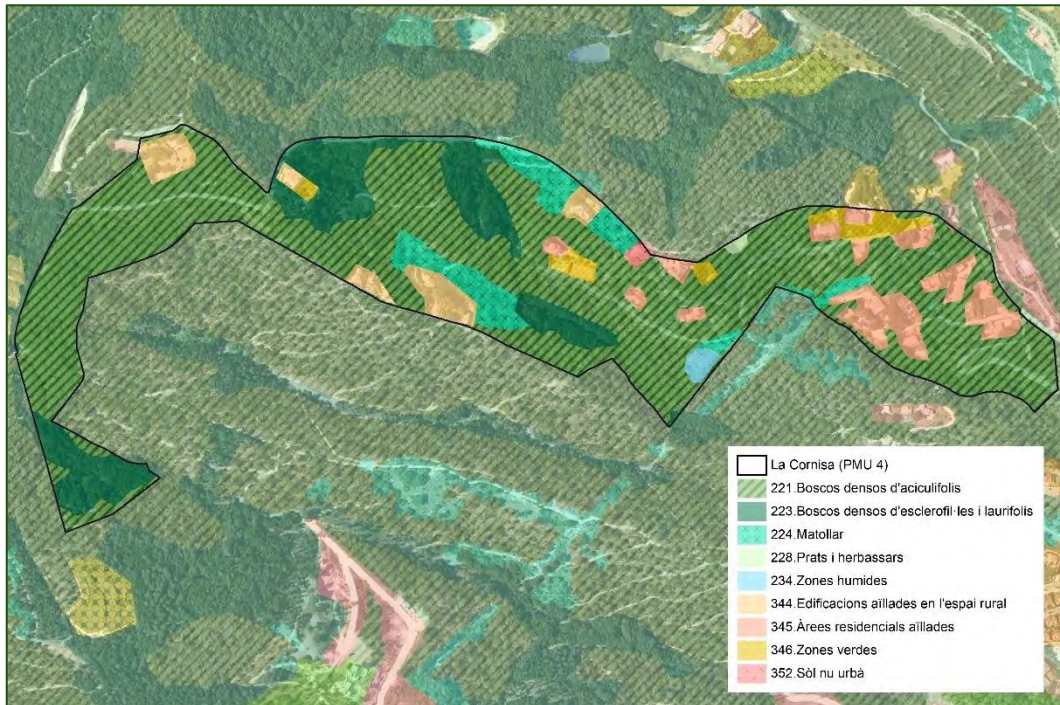 La Cornisa (PMU 4)
221.Boscos densos d'aciculifolis
223.Boscos densos d'esclerofil·les i laurifolis
224.Matollar
228.Prats i herbassars
234.Zones humides
344.Edificacions aïllades en l'espai rural
345.Àrees residencials aïllades
346.Zones verdes
352.Sòl nu urbà